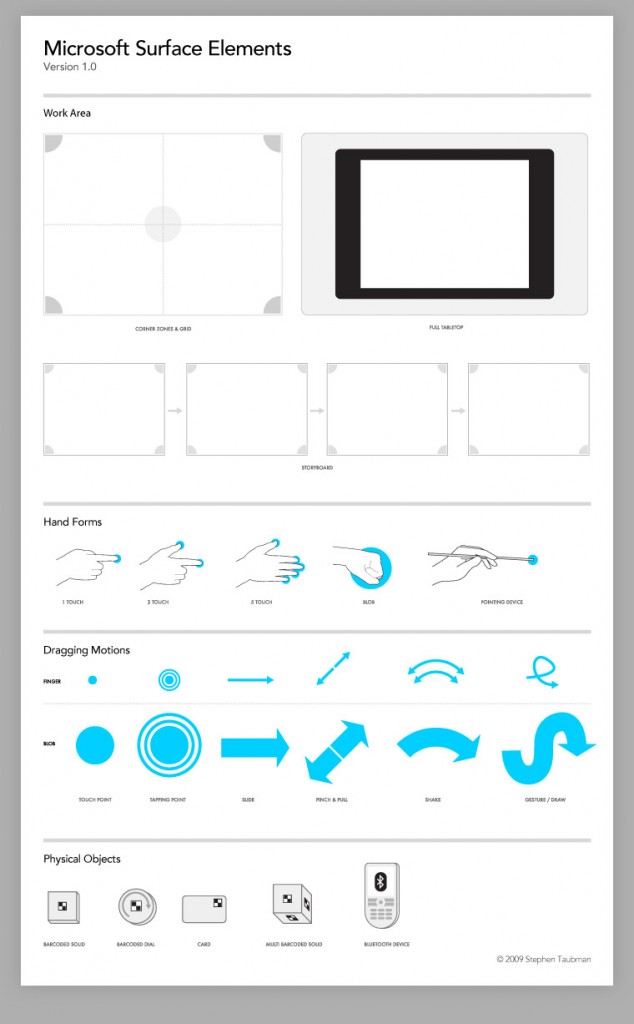 Microsoft Surface Elements
Version 1.0
Work Area
CORNER ZONES & GRID
FULL TABLETOP
STORYBOARD
Hand Forms
1 TOUCH
2 TOUCH
5 TOUCH
BLOB
POINTING DEVICE
Dragging Motions
FINGER
BLOB
TOUCH POINT
TAPPING POINT
SLIDE
PINCH & PULL
SHAKE
GESTURE / DRAW
Physical Objects
BARCODED SOLID
BARCODED DIAL
CARD
MULTI BARCODED SOLID
BLUETOOTH DEVICE
© 2009 Stephen Taubman